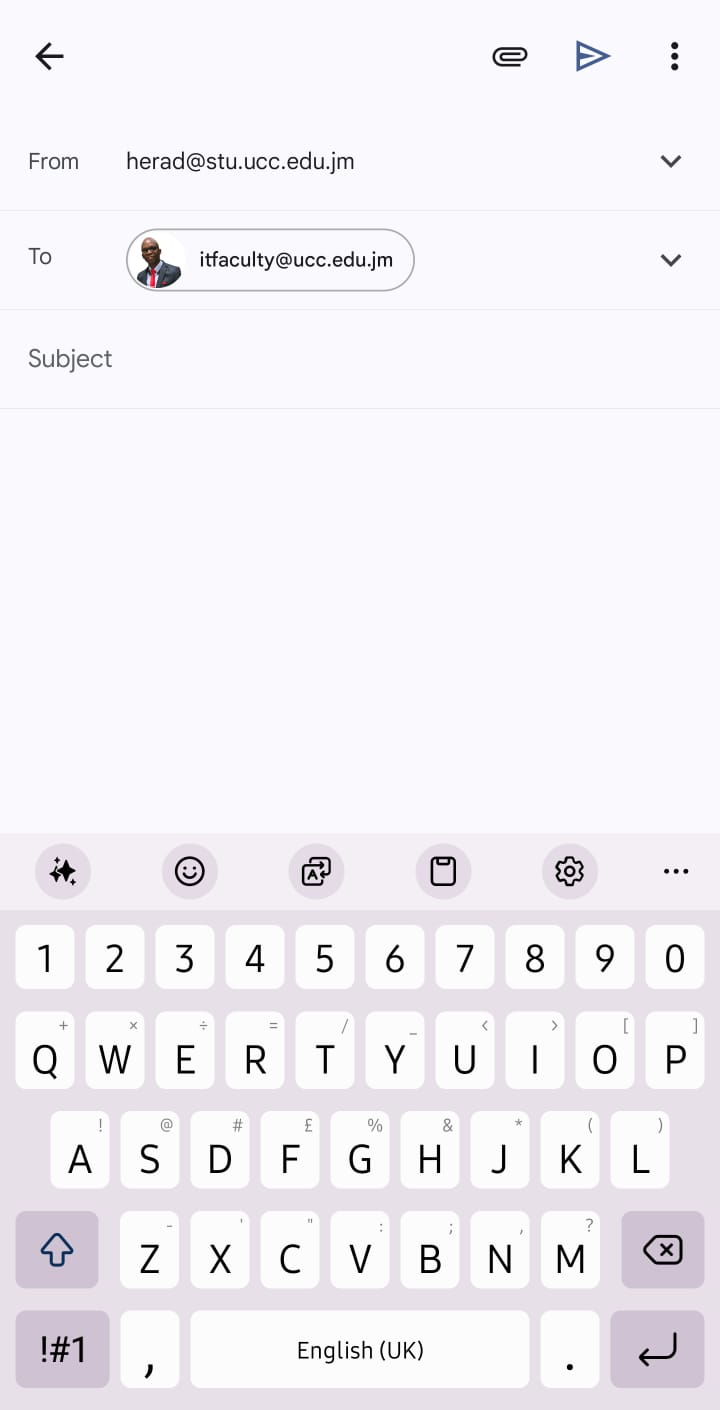 From herad@stu.ucc.edu.jm
To itfaculty@ucc.edu.jm
Subject
1 2 3 4 5 6 7 8 9 0
+ × ÷ = / _ < > [ ]
Q W E R T Y U I O P
! @ # £ % & * ( )
A S D F G H J K L
- ' " : ; , ?
Z X C V B N M
!#1 , English (UK) .